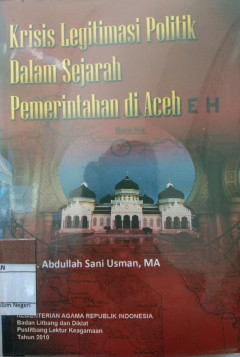 Krisis Legitimasi Politik
Dalam Sejarah
Pemerintahan di Aceh
E H
Abdullah Sani Usman, MA
KEMENTERIAN AGAMA REPUBLIK INDONESIA
Badan Litbang dan Diklat
Puslitbang Lektur Keagamaan
Tahun 2010